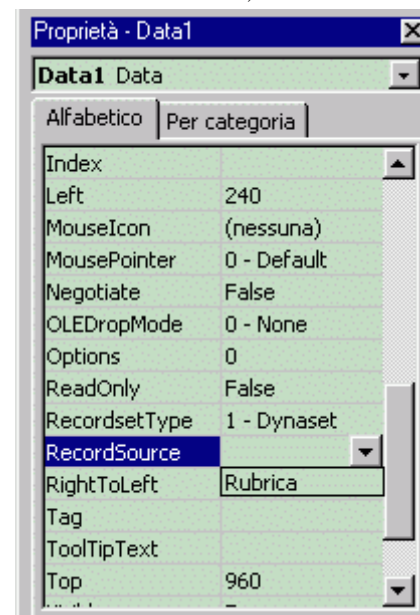 Proprietà - Data1
Data1 Data
Alfabetico Per categoria
Index
Left 240
MouseIcon (nessuna)
MousePointer 0 - Default
Negotiate False
OLEDropMode 0 - None
Options 0
ReadOnly False
RecordsetType 1 - Dynaset
RecordSource
RightToLeft Rubrica
Tag
ToolTipText
Top 960